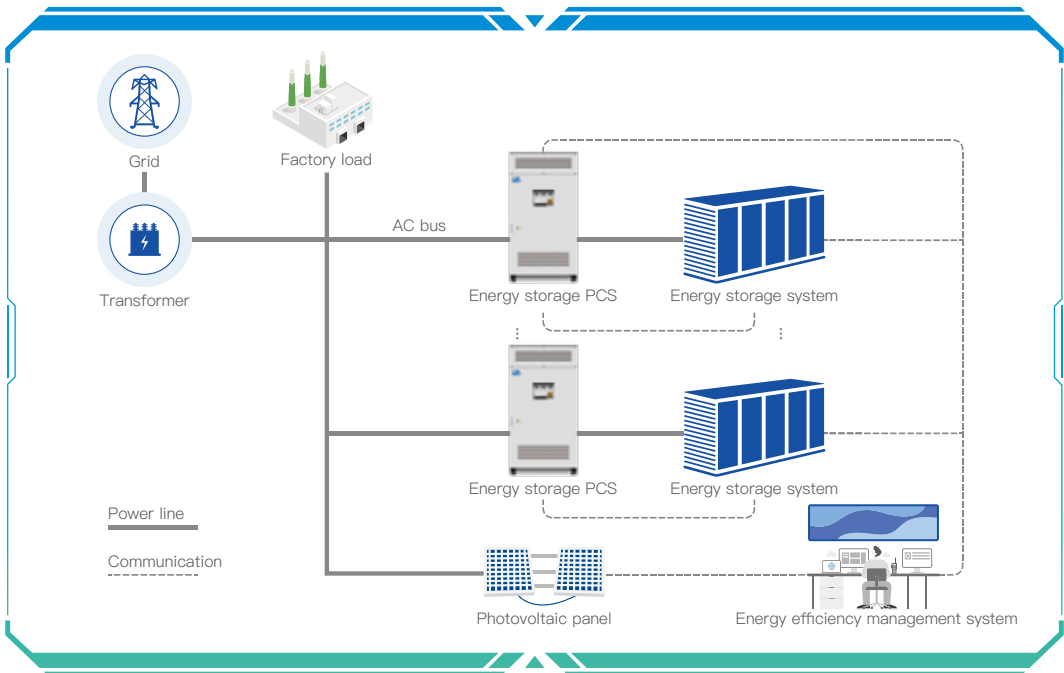 Grid
Factory load
AC bus
Transformer
Energy storage PCS
Energy storage system
Energy storage PCS
Energy storage system
Power line
Communication
Photovoltaic panel
Energy efficiency management system